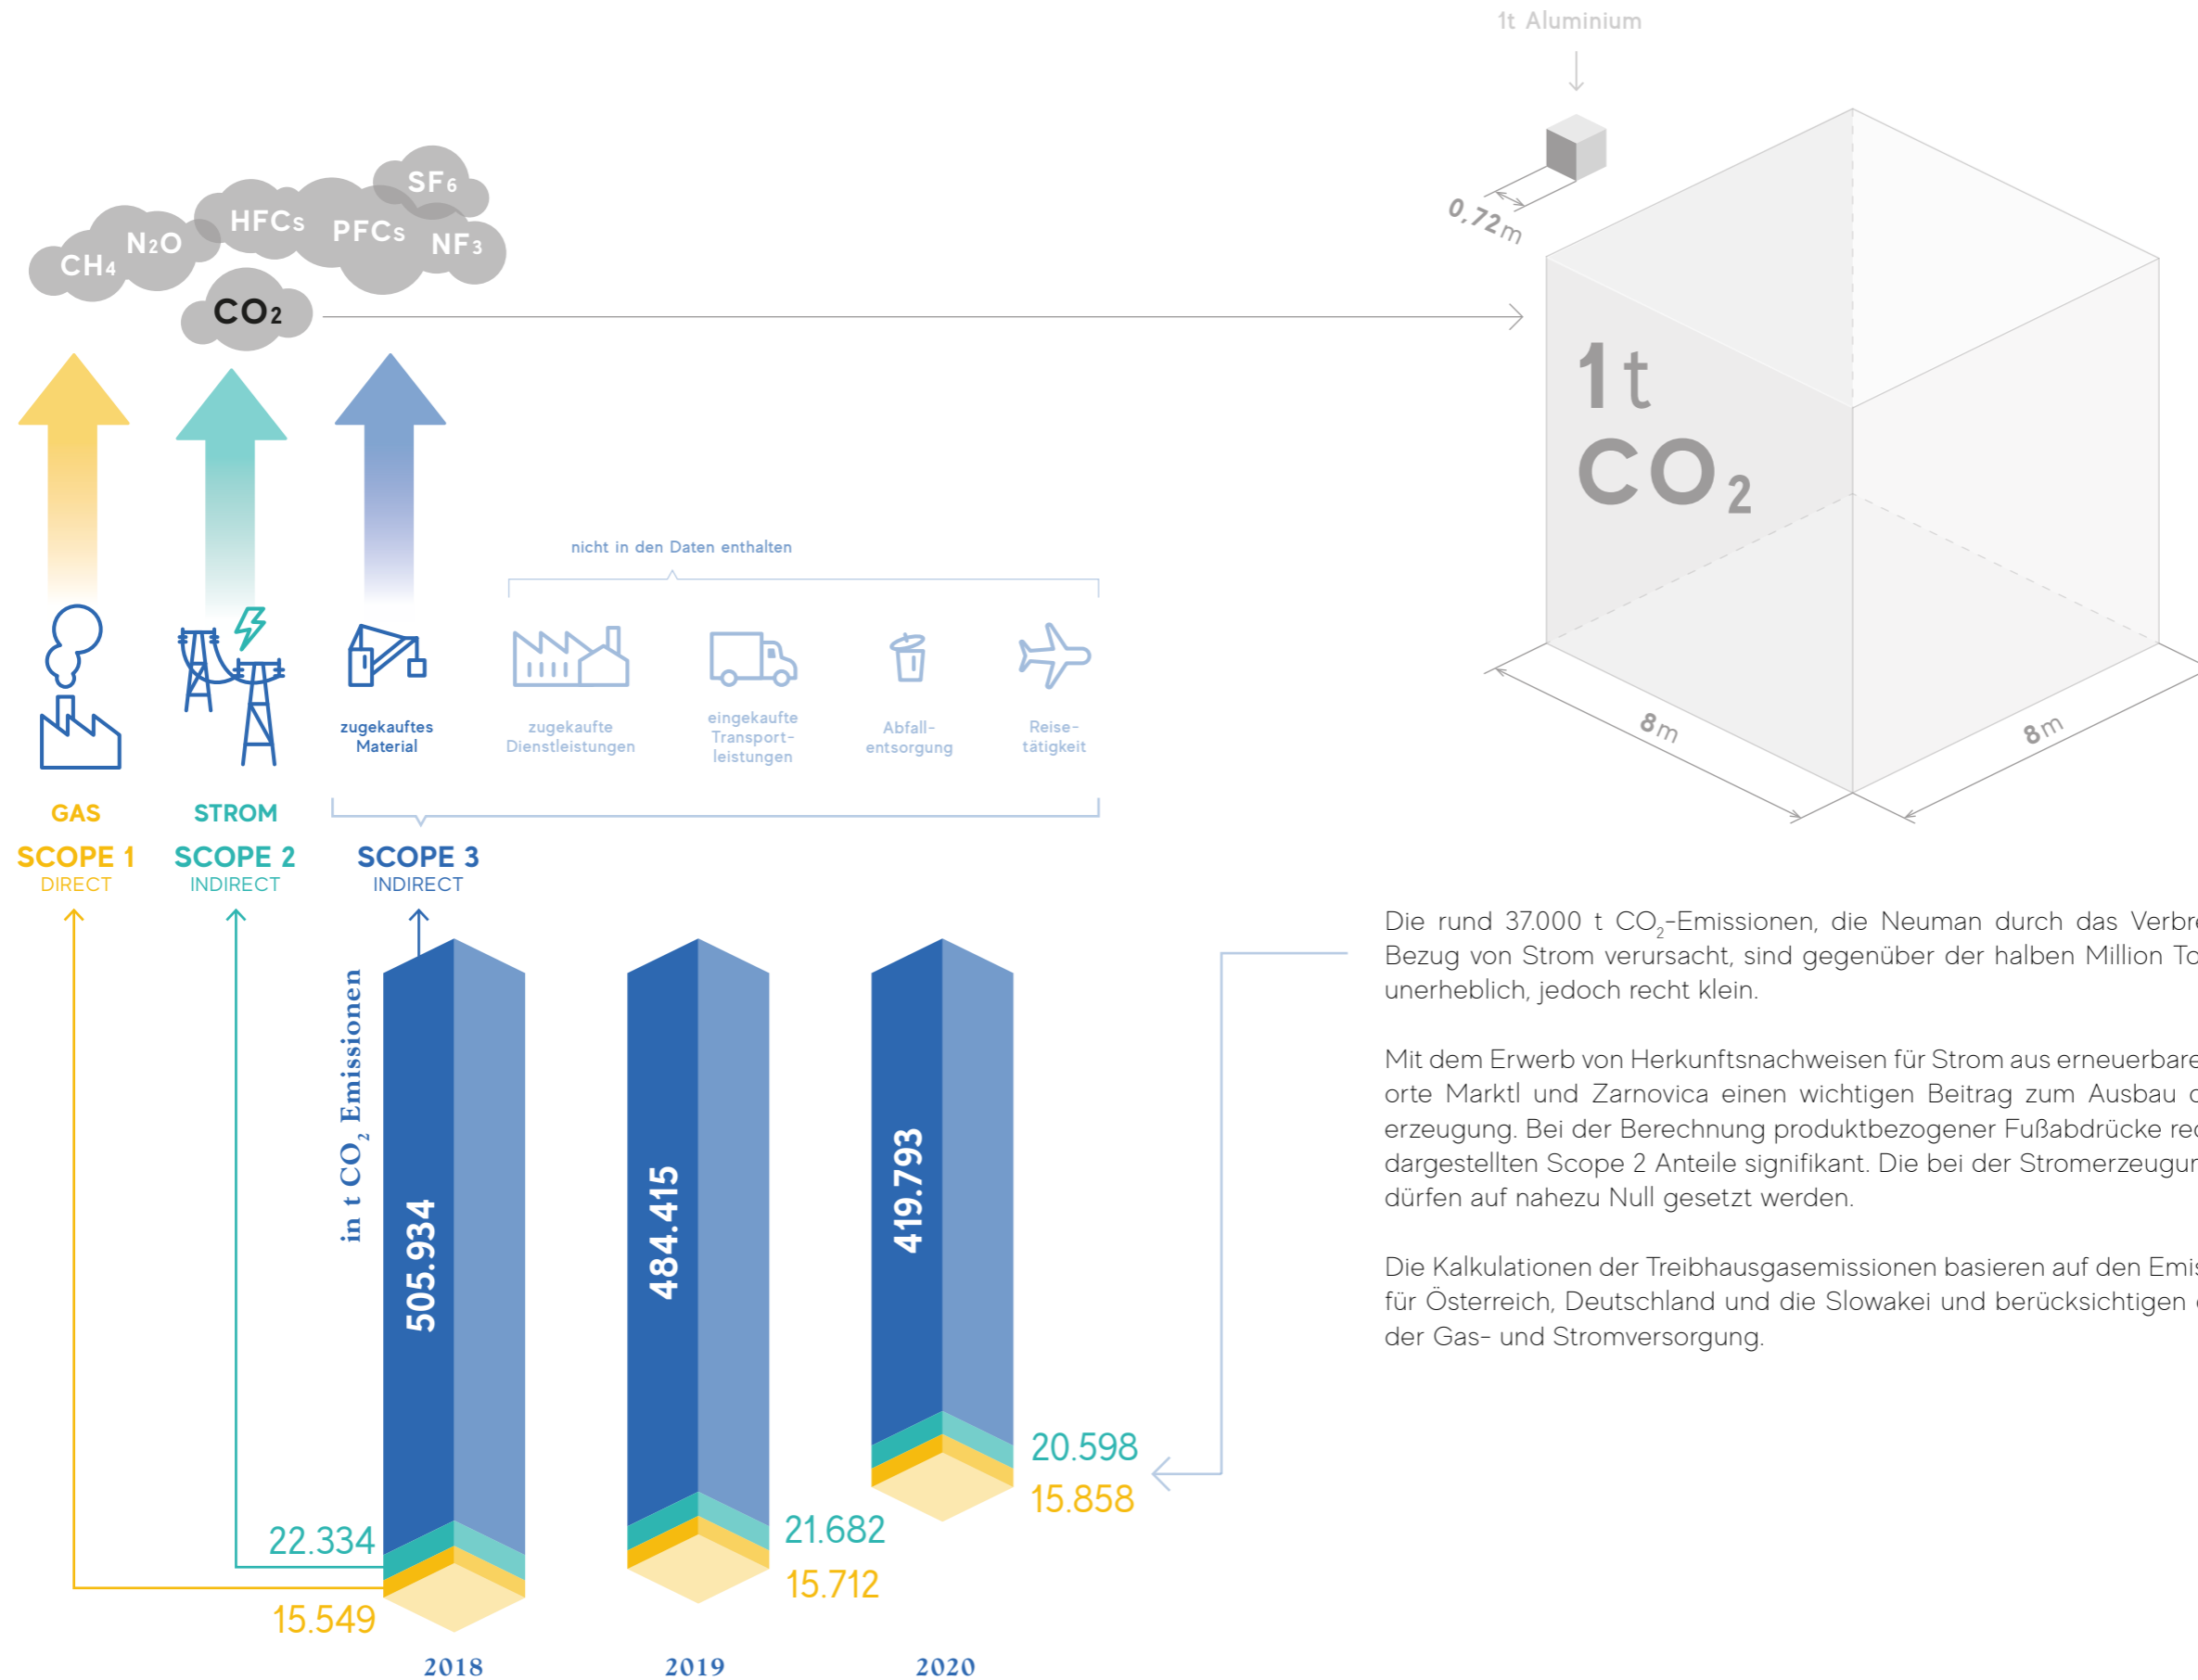 1t Aluminium
0,72m
SF6
HFCs
PFCs
NF3
N2O
CH4
CO2
1t
CO2
8m
8m
nicht in den Daten enthalten
zugekauftes
Material
zugekaufte
Dienstleistungen
eingekaufte
Transport-
leistungen
Abfall-
entsorgung
Reise-
tätigkeit
GAS
SCOPE 1
DIRECT
STROM
SCOPE 2
INDIRECT
SCOPE 3
INDIRECT
in t CO2 Emissionen
505.934
22.334
15.549
2018
484.415
21.682
15.712
2019
419.793
20.598
15.858
2020
Die rund 37.000 t CO2-Emissionen, die Neuman durch das Verbre
Bezug von Strom verursacht, sind gegenüber der halben Million To
unerheblich, jedoch recht klein.
Mit dem Erwerb von Herkunftsnachweisen für Strom aus erneuerbare
orte Marktl und Zarnovica einen wichtigen Beitrag zum Ausbau
erzeugung. Bei der Berechnung produktbezogener Fußabdrücke
dargestellten Scope 2 Anteile signifikant. Die bei der Stromerzeugun
dürfen auf nahezu Null gesetzt werden.
Die Kalkulationen der Treibhausgasemissionen basieren auf den Emis
für Österreich, Deutschland und die Slowakei und berücksichtigen
der Gas- und Stromversorgung.